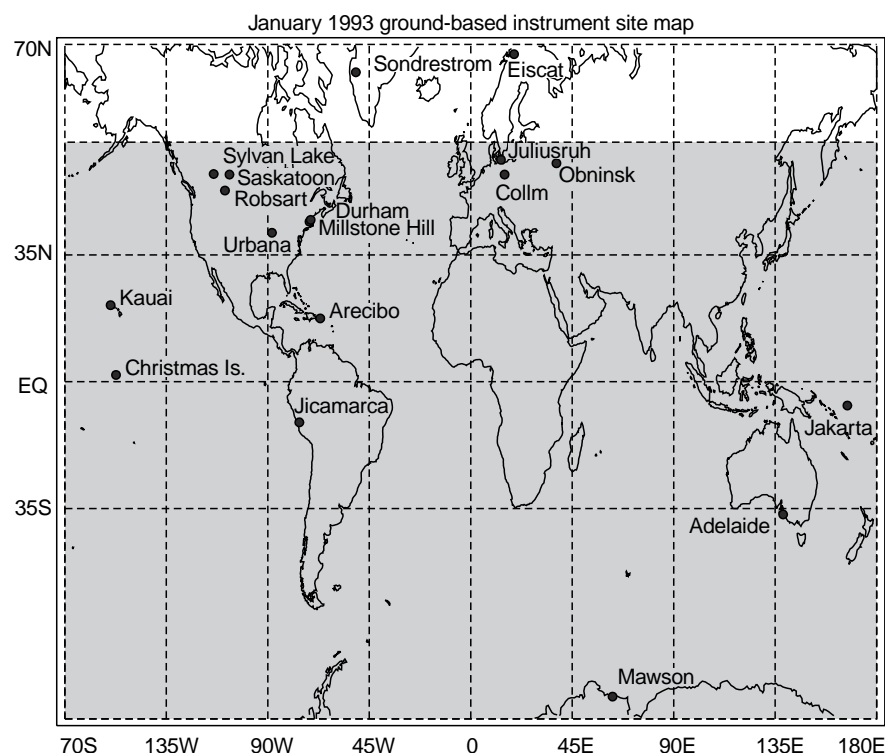 January 1993 ground-based instrument site map
70N
Sondrestrom
Eiscat
Sylvan Lake
Juliusruh
Saskatoon
Obninsk
Robsart
Collm
Durham
Millstone Hill
Urbana
35N
Kauai
Arecibo
Christmas Is.
EQ
Jicamarca
Jakarta
35S
Adelaide
Mawson
70S 135W 90W 45W 0 45E 90E 135E 180E